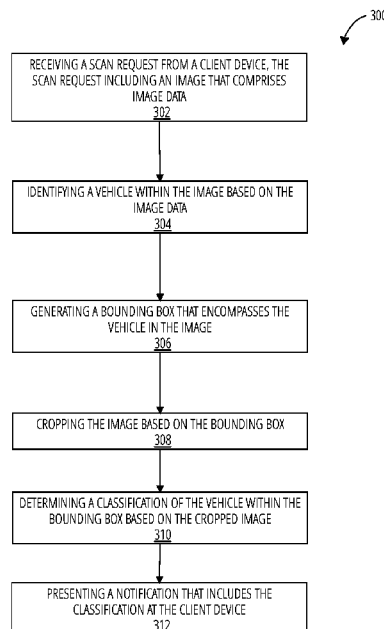 300
RECEIVING A SCAN REQUEST FROM A CLIENT DEVICE, THE
SCAN REQUEST INCLUDING AN IMAGE THAT COMPRISES
IMAGE DATA
302
IDENTIFYING A VEHICLE WITHIN THE IMAGE BASED ON THE
IMAGE DATA
304
GENERATING A BOUNDING BOX THAT ENCOMPASSES THE
VEHICLE IN THE IMAGE
306
CROPPING THE IMAGE BASED ON THE BOUNDING BOX
308
DETERMINING A CLASSIFICATION OF THE VEHICLE WITHIN THE
BOUNDING BOX BASED ON THE CROPPED IMAGE
310
PRESENTING A NOTIFICATION THAT INCLUDES THE
CLASSIFICATION AT THE CLIENT DEVICE
312